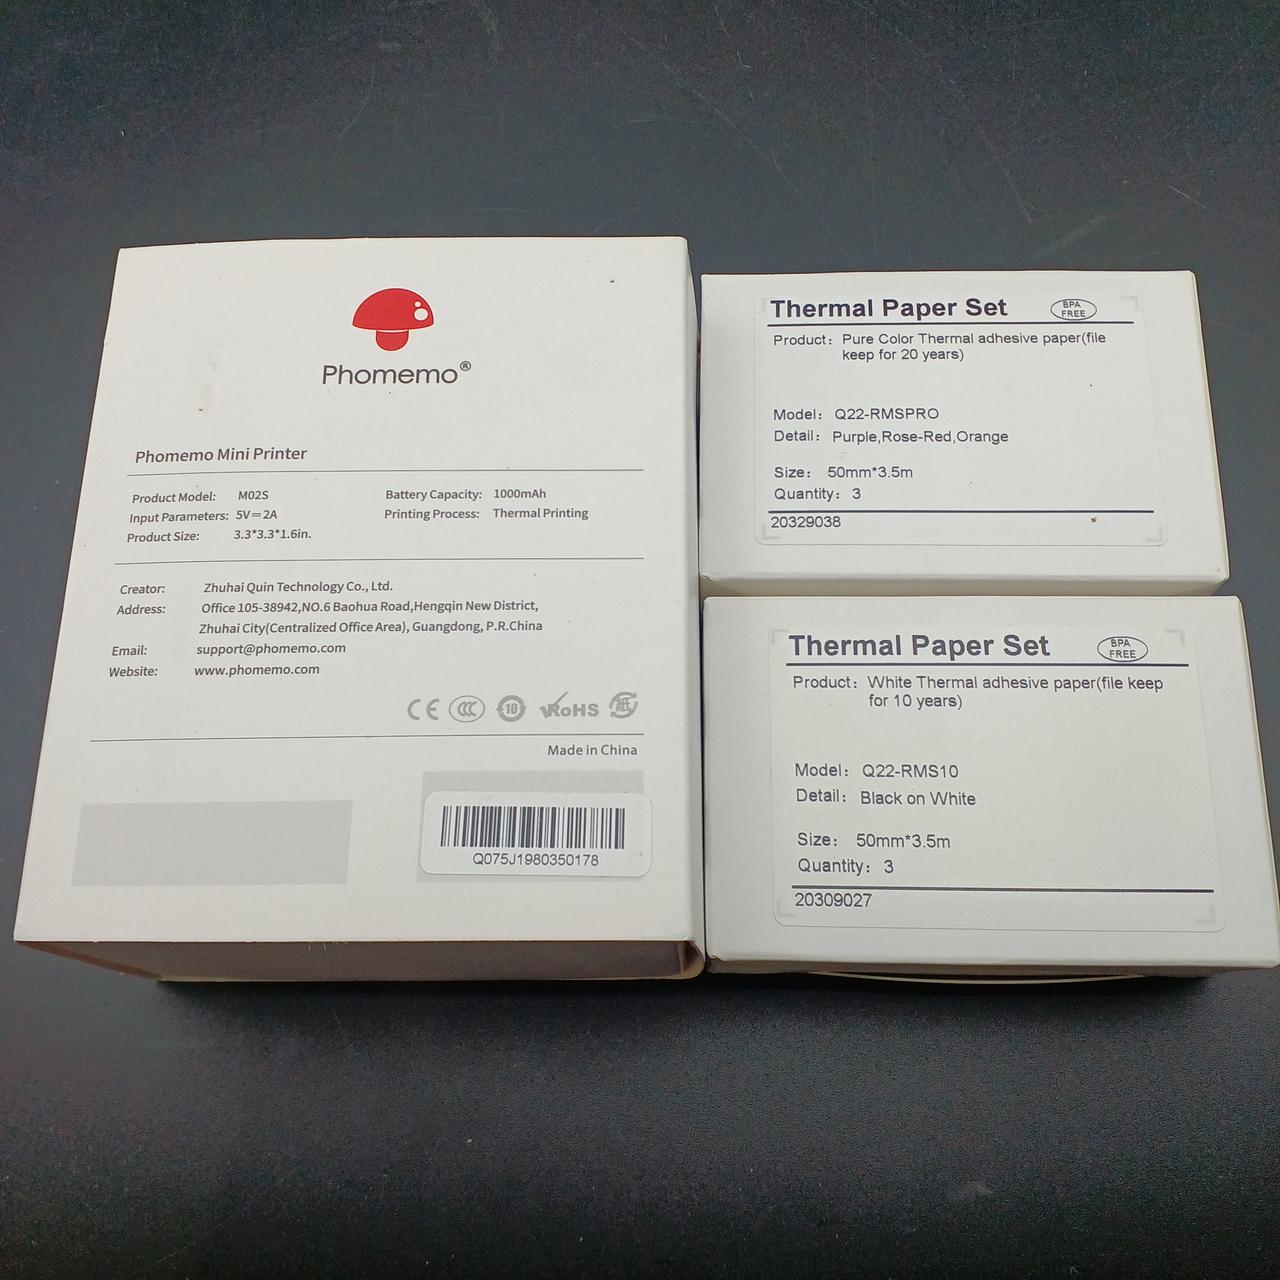 Phomemo®
Phomemo Mini Printer
Product Model: M02S
Battery Capacity: 1000mAh
Input Parameters: 5V⎓2A
Printing Process: Thermal Printing
Product Size: 3.3*3.3*1.6in.
Creator: Zhuhai Quin Technology Co., Ltd.
Address: Office 105-38942,NO.6 Baohua Road,Hengqin New District,
Zhuhai City(Centralized Office Area), Guangdong, P.R.China
Email: support@phomemo.com
Website: www.phomemo.com
CE CCC 10 RoHS 紙
Made in China
Q075J1980350178
Thermal Paper Set
BPA
FREE
Product: Pure Color Thermal adhesive paper(file
keep for 20 years)
Model: Q22-RMSPRO
Detail: Purple,Rose-Red,Orange
Size: 50mm*3.5m
Quantity: 3
20329038
Thermal Paper Set
BPA
FREE
Product: White Thermal adhesive paper(file keep
for 10 years)
Model: Q22-RMS10
Detail: Black on White
Size: 50mm*3.5m
Quantity: 3
20309027